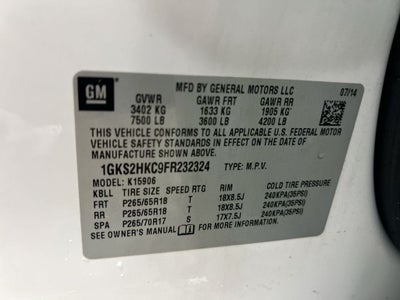 GM
MFD BY GENERAL MOTORS LLC 07/14
GVWR GAWR FRT GAWR RR
3402 KG 1633 KG 1905 KG
7500 LB 3600 LB 4200 LB
THIS VEHICLE CONFORMS TO ALL APPLICABLE U.S. FEDERAL MOTOR
VEHICLE SAFETY STANDARDS IN EFFECT ON THE DATE OF
MANUFACTURE SHOWN ABOVE.
1GKS2HKC9FR232324 TYPE: M.P.V.
MODEL: K15906
KBLL TIRE SIZE SPEED RTG RIM COLD TIRE PRESSURE
FRT P265/65R18 T 18X8.5J 240KPA(35PSI)
RR P265/65R18 T 18X8.5J 240KPA(35PSI)
SPA P265/70R17 S 17X7.5J 240KPA(35PSI)
SEE OWNER'S MANUAL